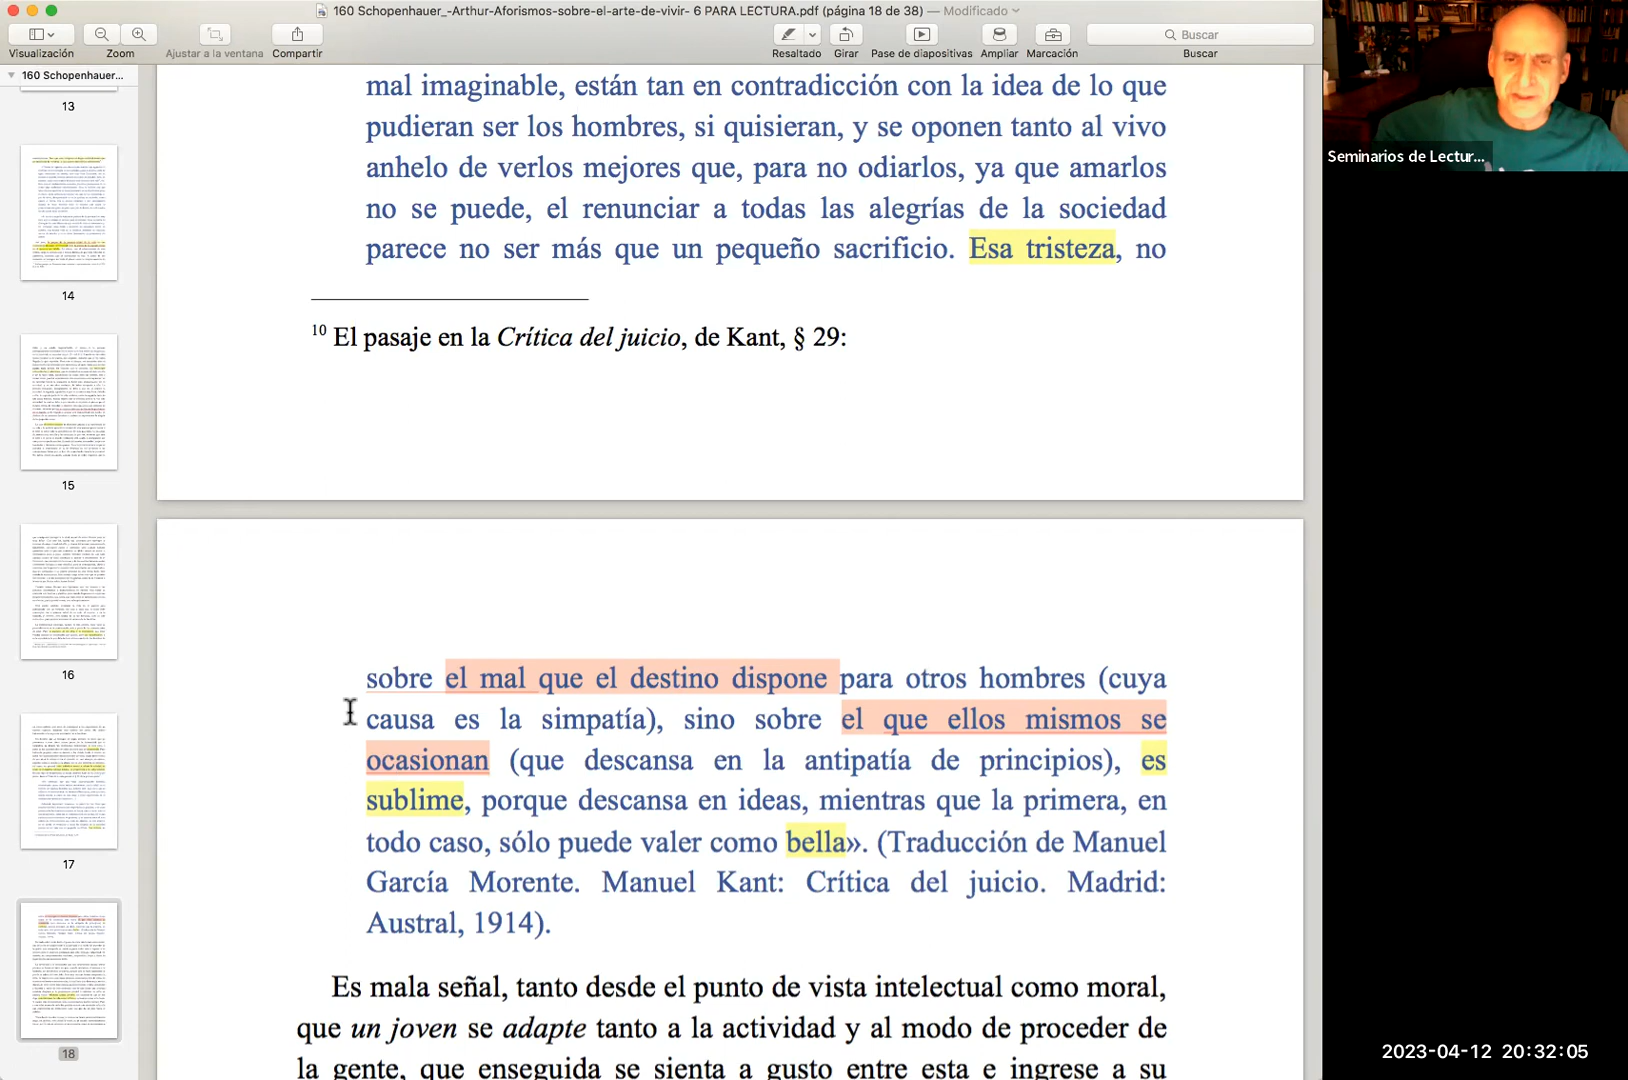 160 Schopenhauer_-Arthur-Aforismos-sobre-el-arte-de-vivir- 6 PARA LECTURA.pdf (página 18 de 38) — Modificado
Visualización
Zoom
Ajustar a la ventana
Compartir
Resaltado
Girar
Pase de diapositivas
Ampliar
Marcación
Buscar
Buscar
160 Schopenhauer...
13
14
15
16
17
18
mal imaginable, están tan en contradicción con la idea de lo que
pudieran ser los hombres, si quisieran, y se oponen tanto al vivo
anhelo de verlos mejores que, para no odiarlos, ya que amarlos
no se puede, el renunciar a todas las alegrías de la sociedad
parece no ser más que un pequeño sacrificio. Esa tristeza, no
10 El pasaje en la Crítica del juicio, de Kant, § 29:
sobre el mal que el destino dispone para otros hombres (cuya
causa es la simpatía), sino sobre el que ellos mismos se
ocasionan (que descansa en la antipatía de principios), es
sublime, porque descansa en ideas, mientras que la primera, en
todo caso, sólo puede valer como bella». (Traducción de Manuel
García Morente. Manuel Kant: Crítica del juicio. Madrid:
Austral, 1914).
Es mala señal, tanto desde el punto de vista intelectual como moral,
que un joven se adapte tanto a la actividad y al modo de proceder de
la gente, que enseguida se sienta a gusto entre esta e ingrese a su
Seminarios de Lectur...
2023-04-12 20:32:05